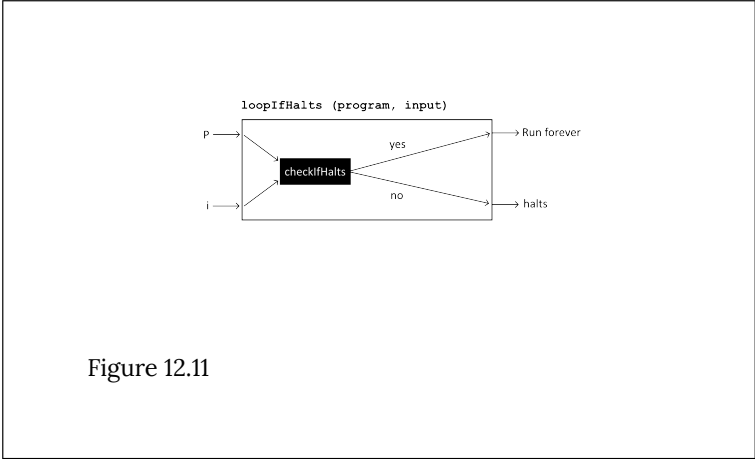 loopIfHalts (program, input)
P
Run forever
yes
checkIfHalts
no
i
halts
Figure 12.11